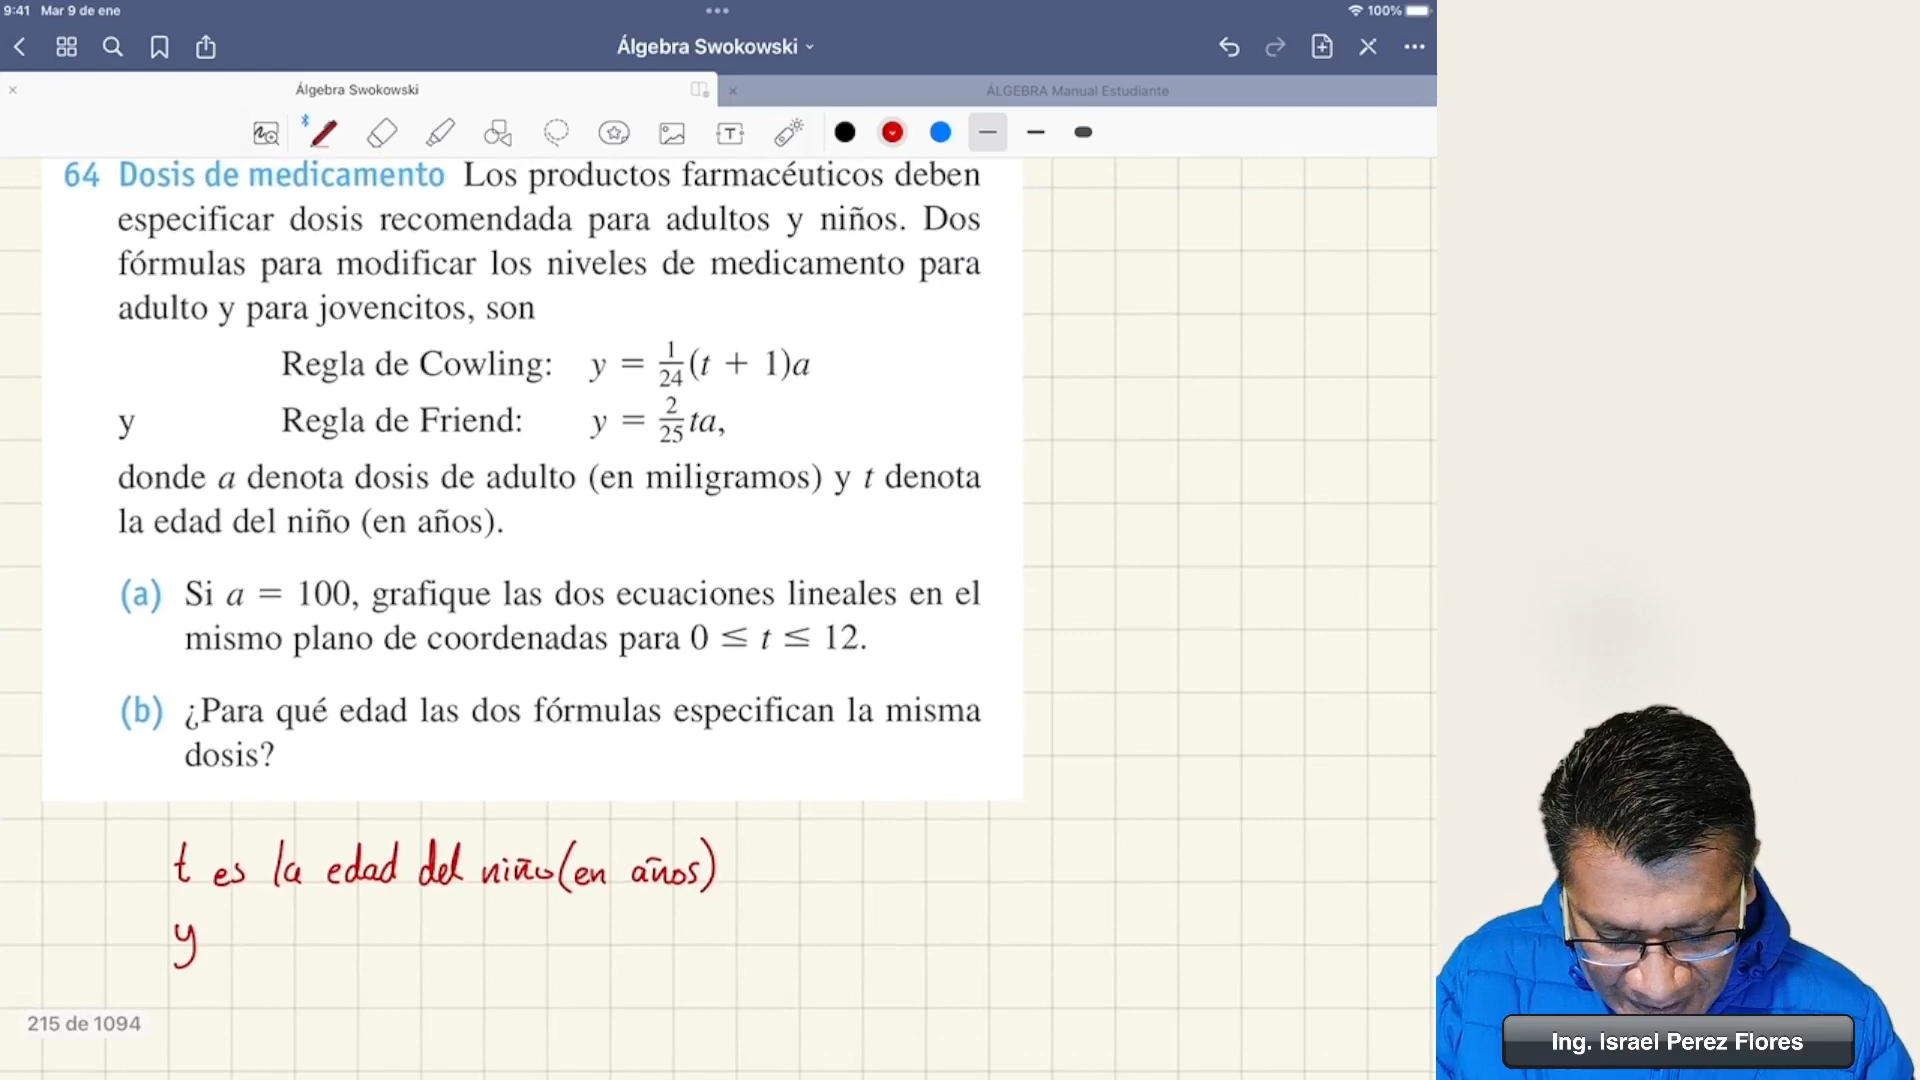 9:41 Mar 9 de ene
100%
Álgebra Swokowski
Álgebra Swokowski
ÁLGEBRA Manual Estudiante
64 Dosis de medicamento Los productos farmacéuticos deben
especificar dosis recomendada para adultos y niños. Dos
fórmulas para modificar los niveles de medicamento para
adulto y para jovencitos, son
Regla de Cowling: y = 1/24 (t + 1)a
y Regla de Friend: y = 2/25 ta,
donde a denota dosis de adulto (en miligramos) y t denota
la edad del niño (en años).
(a) Si a = 100, grafique las dos ecuaciones lineales en el
mismo plano de coordenadas para 0 ≤ t ≤ 12.
(b) ¿Para qué edad las dos fórmulas especifican la misma
dosis?
t es la edad del niño (en años)
y
215 de 1094
Ing. Israel Perez Flores